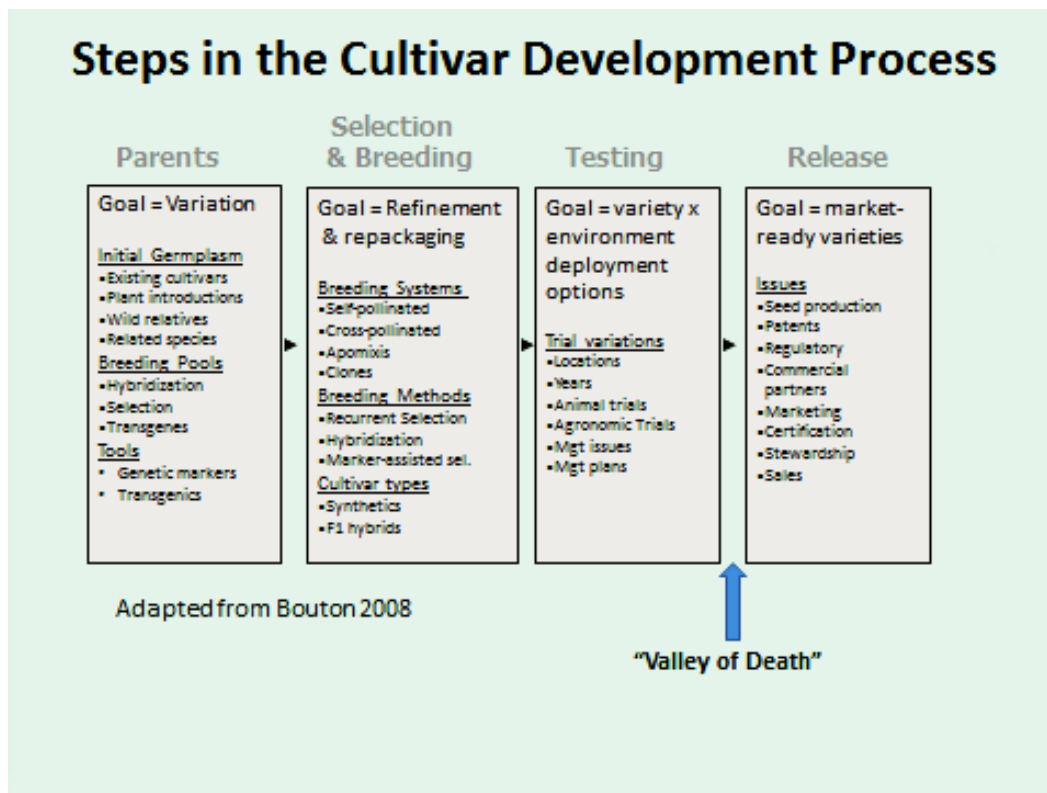 Steps in the Cultivar Development Process
Parents
Selection
& Breeding
Testing
Release
Goal = Variation
Initial Germplasm
▪Existing cultivars
▪Plant introductions
▪Wild relatives
▪Related species
Breeding Pools
▪Hybridization
▪Selection
▪Transgenes
Tools
• Genetic markers
• Transgenics
Goal = Refinement
& repackaging
Breeding Systems
▪Self-pollinated
▪Cross-pollinated
▪Apomixis
▪Clones
Breeding Methods
▪Recurrent Selection
▪Hybridization
▪Marker-assisted sel.
Cultivar types
▪Synthetics
▪F1 hybrids
Goal = variety x
environment
deployment
options
Trial variations
▪Locations
▪Years
▪Animal trials
▪Agronomic Trials
▪Mgt issues
▪Mgt plans
Goal = market-
ready varieties
Issues
▪Seed production
▪Patents
▪Regulatory
▪Commercial
partners
▪Marketing
▪Certification
▪Stewardship
▪Sales
Adapted from Bouton 2008
“Valley of Death”